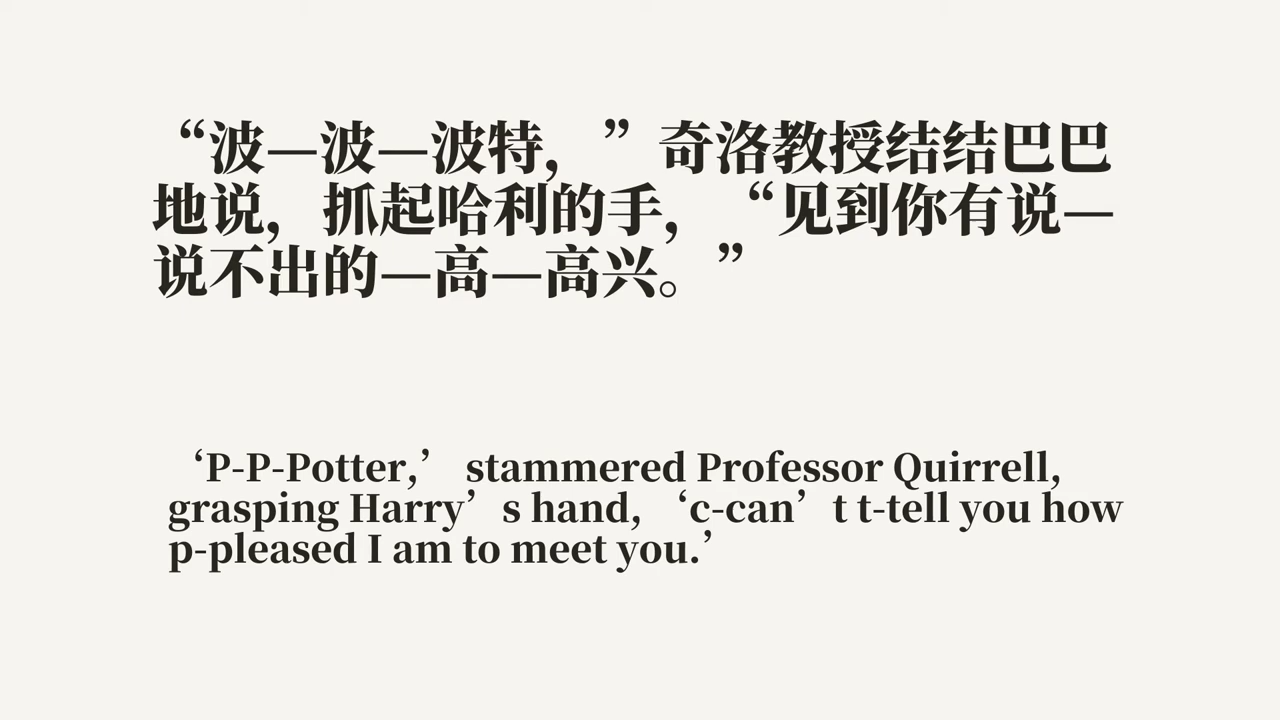 “波—波—波特，”奇洛教授结结巴巴
地说，抓起哈利的手，“见到你有说—
说不出的—高—高兴。”
‘P-P-Potter,’ stammered Professor Quirrell,
grasping Harry’s hand, ‘c-can’t t-tell you how
p-pleased I am to meet you.’